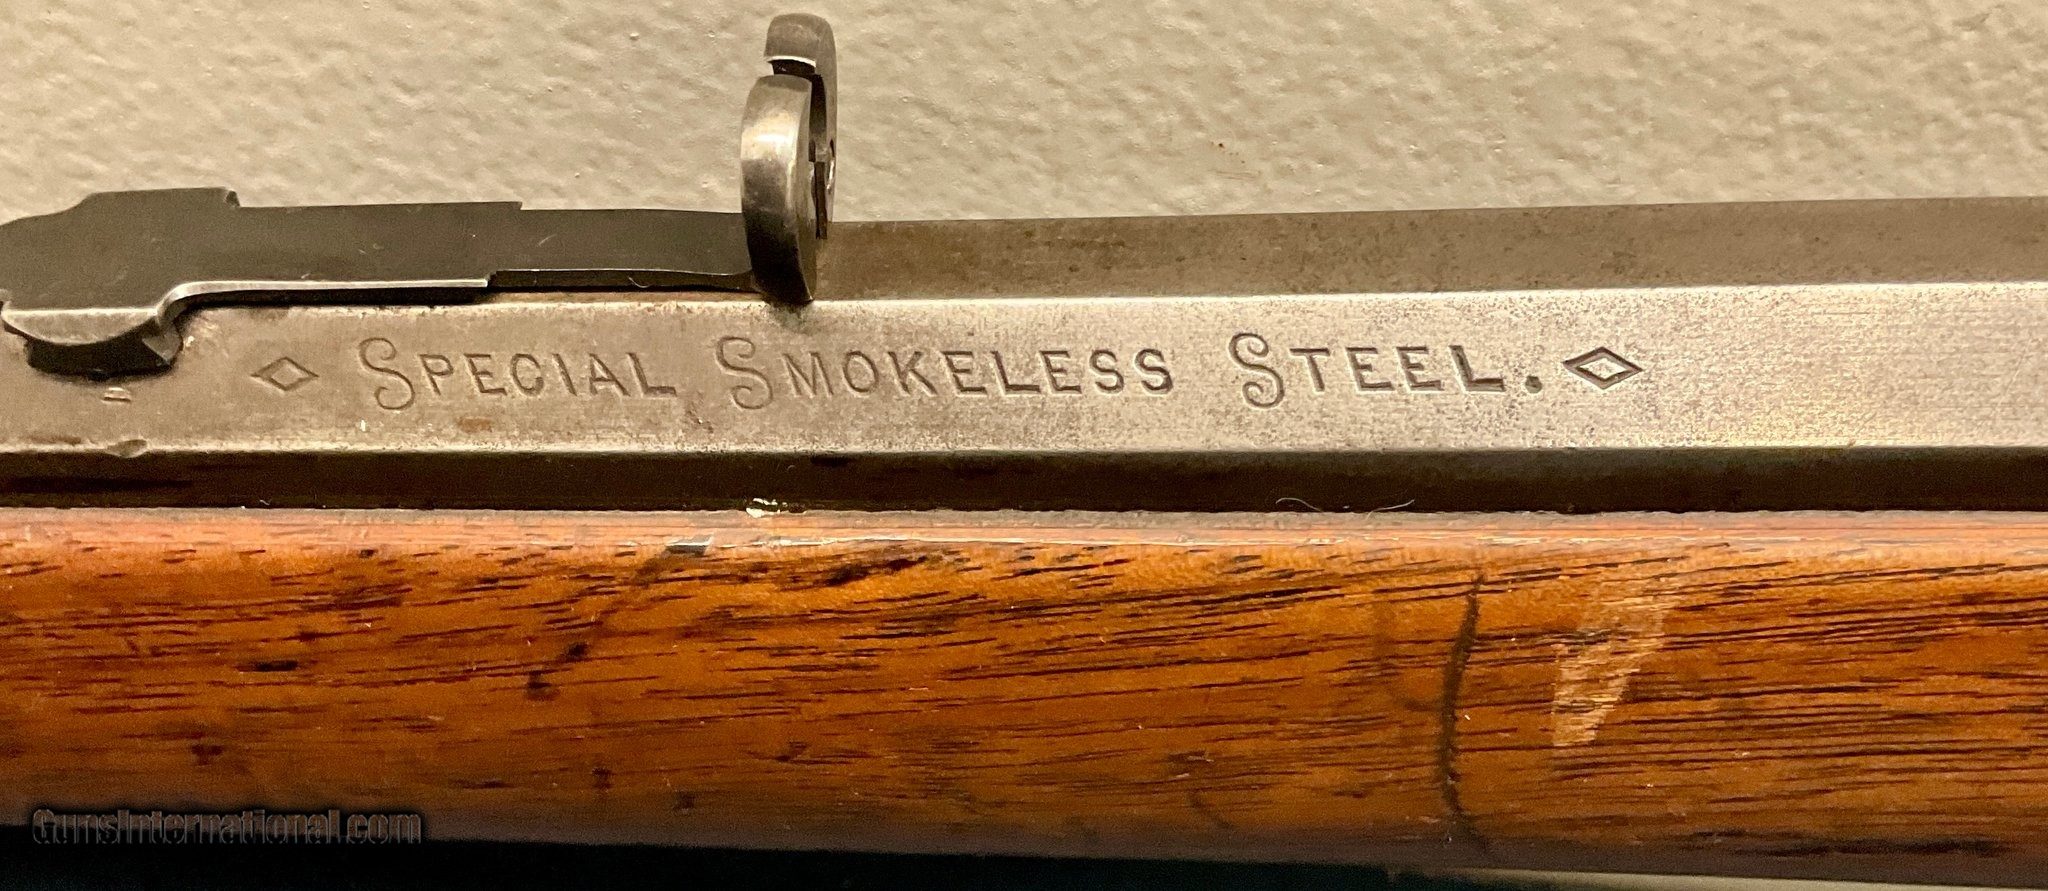 SPECIAL SMOKELESS STEEL.
GunsInternational.com